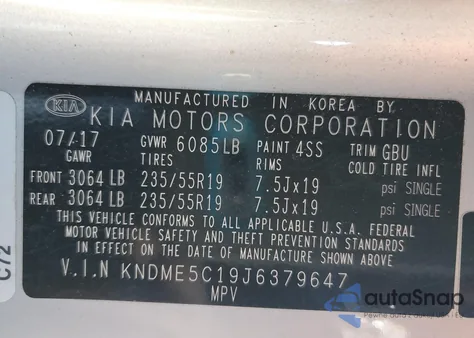 MANUFACTURED IN KOREA BY:
KIA KIA MOTORS CORPORATION
07/17 GVWR 6085LB PAINT 4SS TRIM GBU
GAWR TIRES RIMS COLD TIRE INFL
FRONT 3064 LB 235/55R19 7.5Jx19 psi SINGLE
REAR 3064 LB 235/55R19 7.5Jx19 psi SINGLE
THIS VEHICLE CONFORMS TO ALL APPLICABLE U.S.A. FEDERAL
MOTOR VEHICLE SAFETY AND THEFT PREVENTION STANDARDS
IN EFFECT ON THE DATE OF MANUFACTURE SHOWN ABOVE.
V.I.N KNDME5C19J6379647
MPV
C72
autoSnap